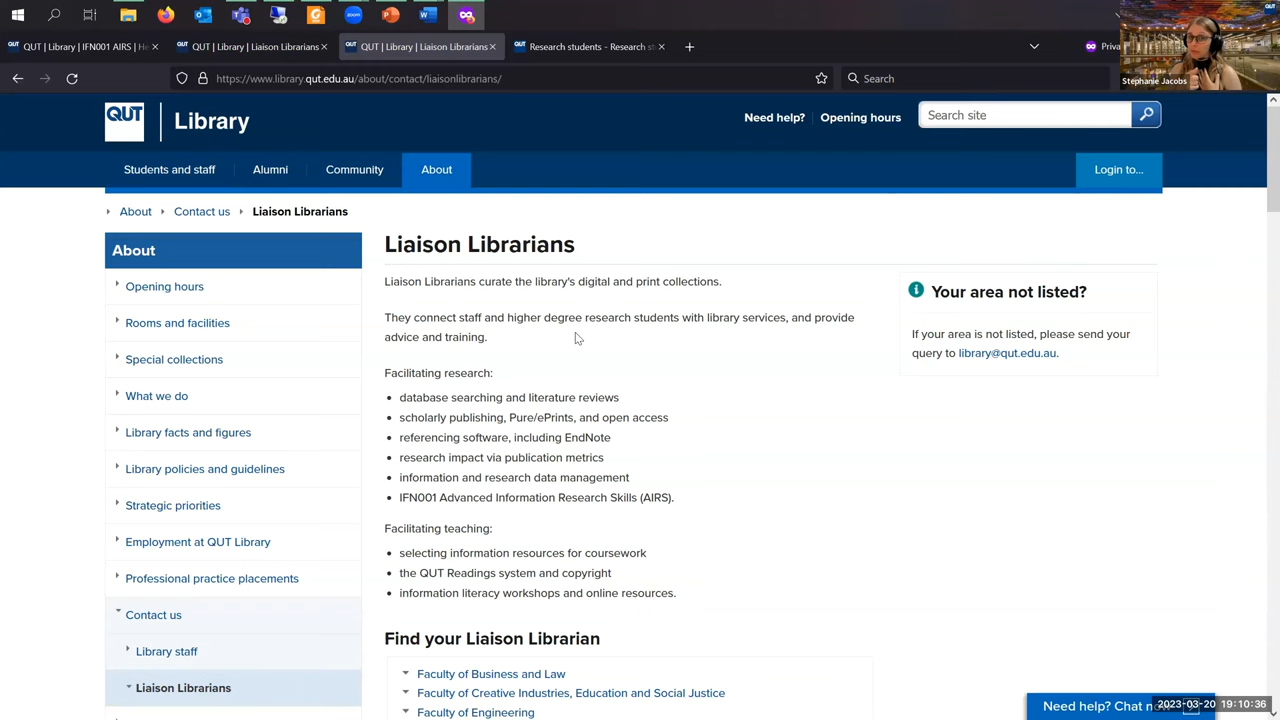 zoom
QUT | Library | IFN001 AIRS | He
QUT | Library | Liaison Librarians
QUT | Library | Liaison Librarians
Research students - Research st
Priva
QUT
Stephanie Jacobs
https://www.library.qut.edu.au/about/contact/liaisonlibrarians/
Search
QUT
Library
Need help?
Opening hours
Search site
Students and staff
Alumni
Community
About
Login to...
About
Contact us
Liaison Librarians
About
Opening hours
Rooms and facilities
Special collections
What we do
Library facts and figures
Library policies and guidelines
Strategic priorities
Employment at QUT Library
Professional practice placements
Contact us
Library staff
Liaison Librarians
Liaison Librarians
Liaison Librarians curate the library's digital and print collections.
They connect staff and higher degree research students with library services, and provide
advice and training.
Facilitating research:
database searching and literature reviews
scholarly publishing, Pure/ePrints, and open access
referencing software, including EndNote
research impact via publication metrics
information and research data management
IFN001 Advanced Information Research Skills (AIRS).
Facilitating teaching:
selecting information resources for coursework
the QUT Readings system and copyright
information literacy workshops and online resources.
Find your Liaison Librarian
Faculty of Business and Law
Faculty of Creative Industries, Education and Social Justice
Faculty of Engineering
Your area not listed?
If your area is not listed, please send your
query to library@qut.edu.au.
Need help? Chat no
2023-03-20 19:10:36